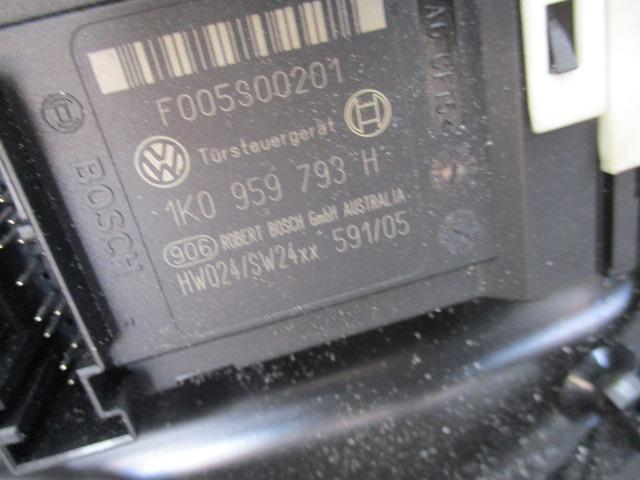 F005S00201
Türsteuergerät
1K0 959 793 H
906 ROBERT BOSCH GmbH AUSTRALIA
HW024/SW24xx 591/05
BOSCH